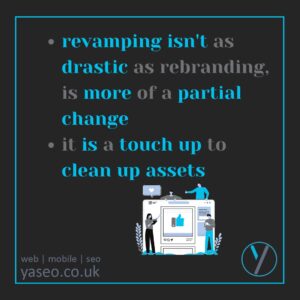 • revamping isn't as
drastic as rebranding,
is more of a partial
change
• it is a touch up to
clean up assets
web | mobile | seo
yaseo.co.uk